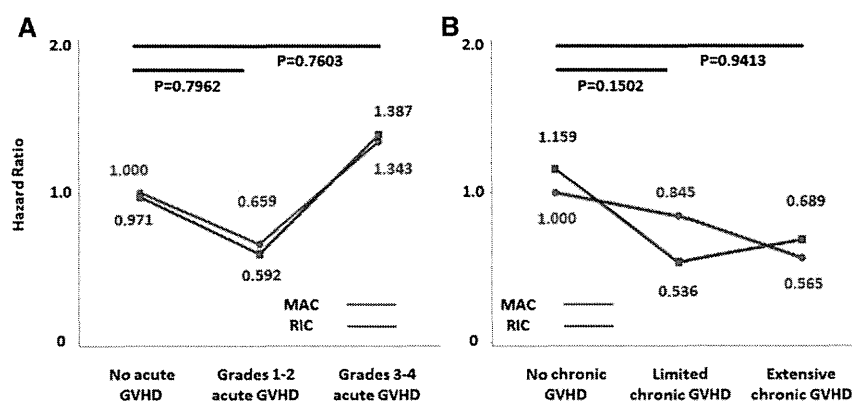 A
2.0
P=0.7603
P=0.7962
1.387
1.000
1.343
0.659
1.0
0.971
0.592
Hazard Ratio
MAC
RIC
0
No acute GVHD
Grades 1-2 acute GVHD
Grades 3-4 acute GVHD
B
2.0
P=0.9413
P=0.1502
1.159
0.845
0.689
1.0
1.000
0.536
0.565
MAC
RIC
0
No chronic GVHD
Limited chronic GVHD
Extensive chronic GVHD